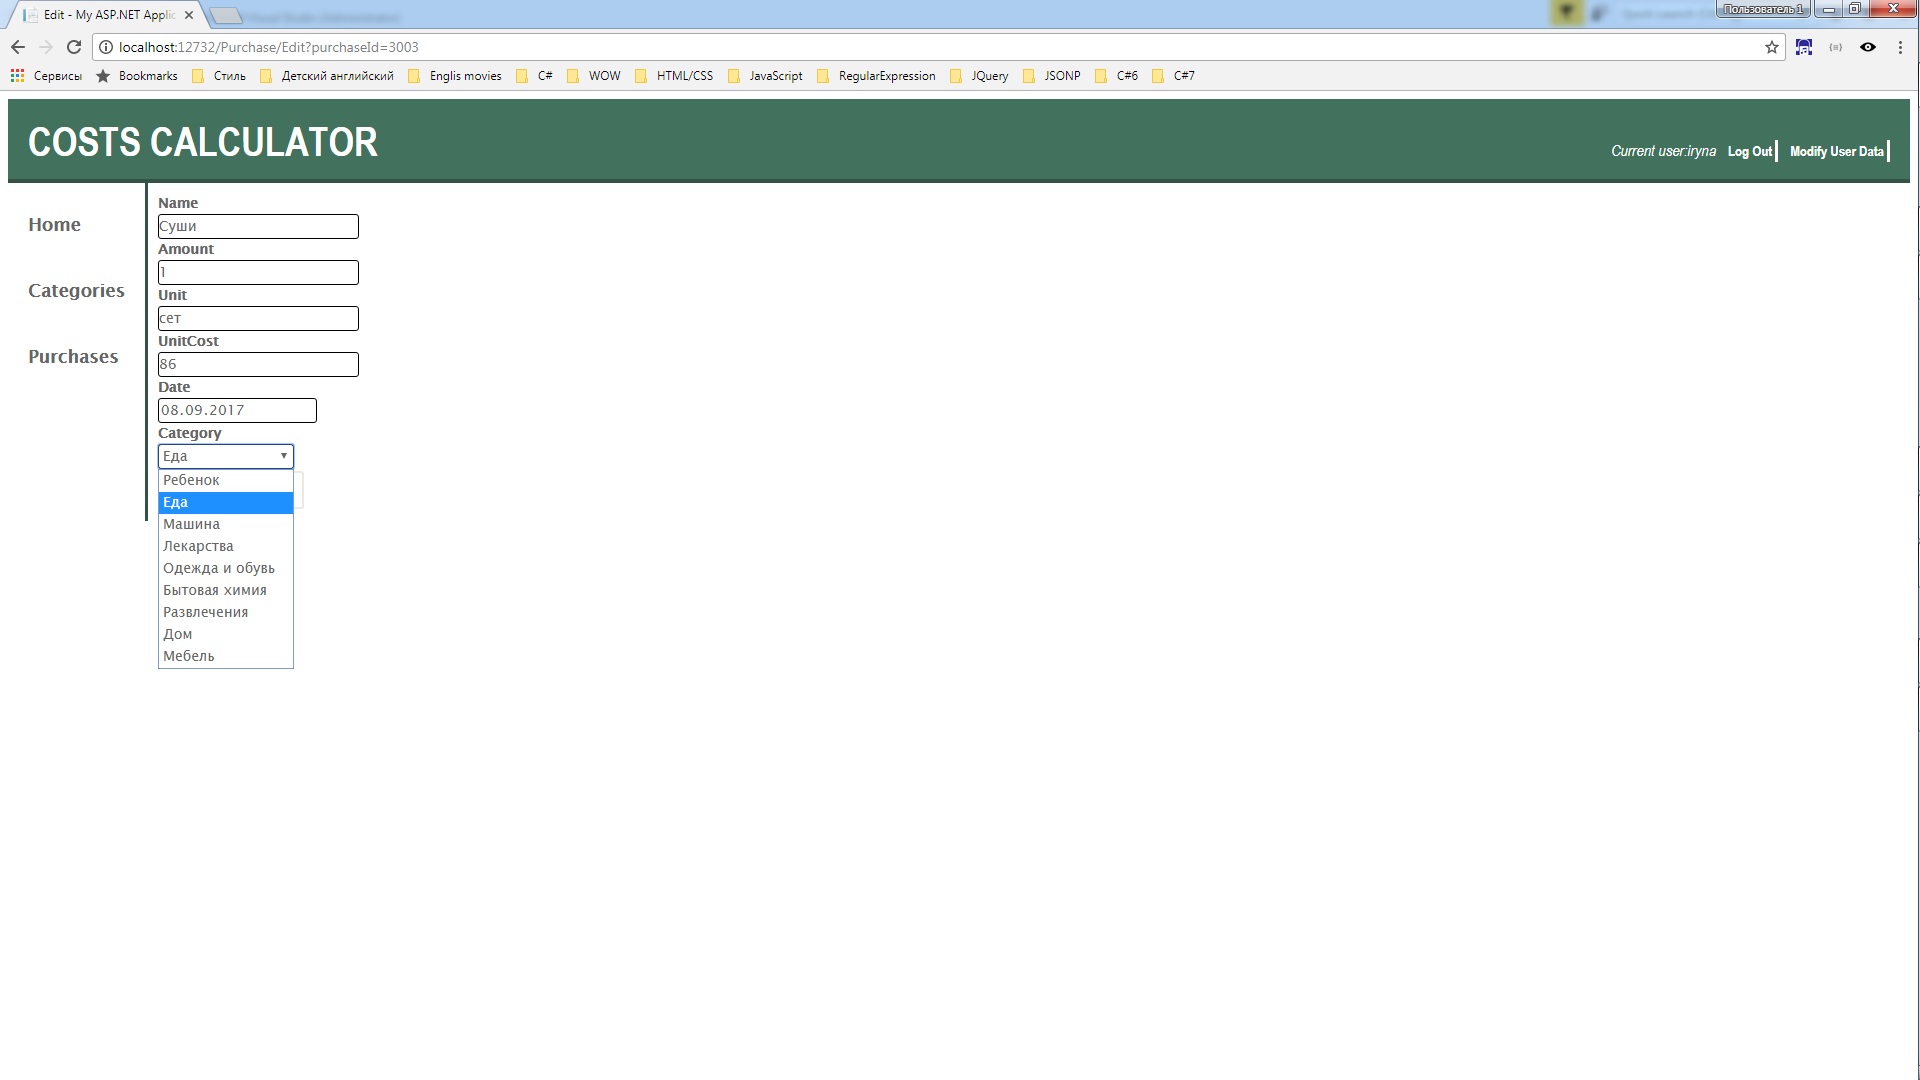 Edit - My ASP.NET Applic
Пользователь 1
localhost:12732/Purchase/Edit?purchaseId=3003
Сервисы Bookmarks Стиль Детский английский Englis movies C# WOW HTML/CSS JavaScript RegularExpression JQuery JSONP C#6 C#7
COSTS CALCULATOR
Current user:iryna Log Out Modify User Data
Home
Categories
Purchases
Name
Суши
Amount
1
Unit
сет
UnitCost
86
Date
08.09.2017
Category
Еда
Ребенок
Еда
Машина
Лекарства
Одежда и обувь
Бытовая химия
Развлечения
Дом
Мебель